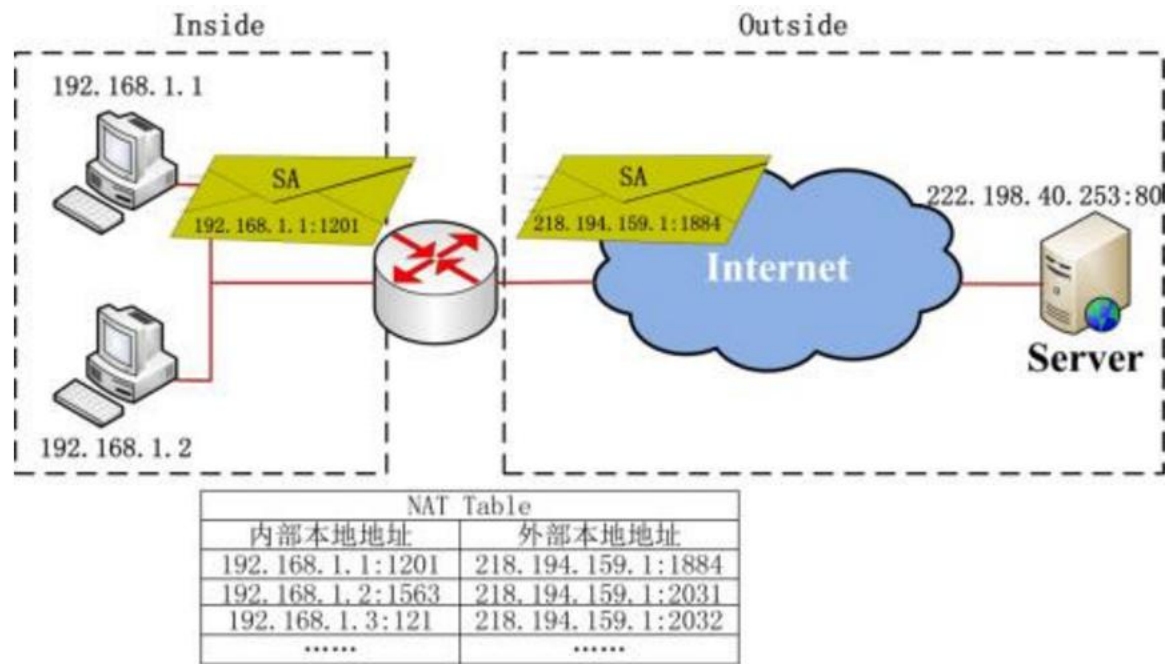 Inside
Outside
192.168.1.1
SA
192.168.1.1:1201
SA
218.194.159.1:1884
222.198.40.253:80
Internet
Server
192.168.1.2
NAT Table
内部本地地址 外部本地地址
192.168.1.1:1201 218.194.159.1:1884
192.168.1.2:1563 218.194.159.1:2031
192.168.1.3:121 218.194.159.1:2032
…… ……